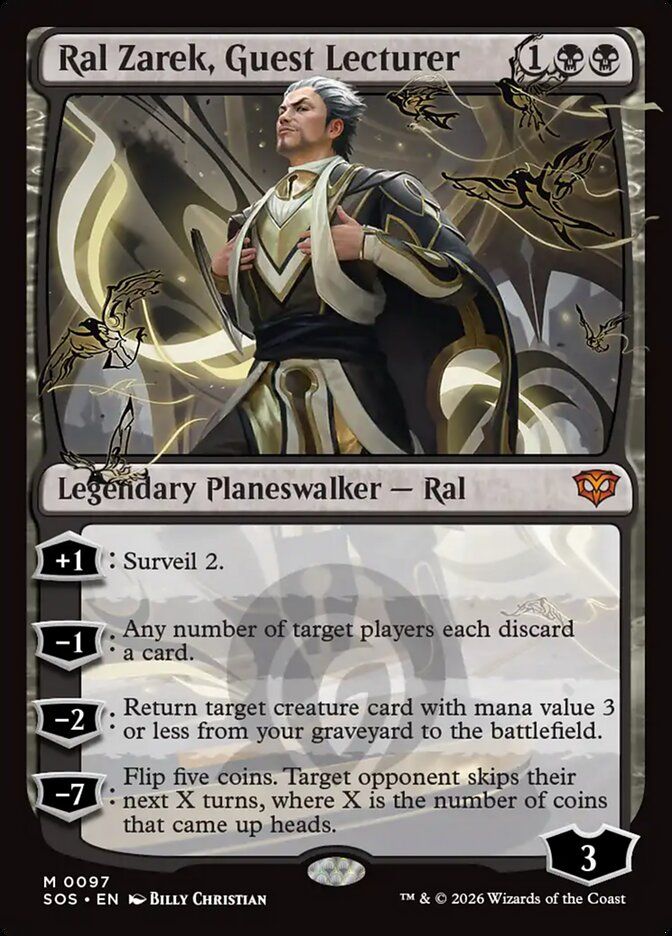 Ral Zarek, Guest Lecturer 1
Legendary Planeswalker — Ral
+1 : Surveil 2.
−1 : Any number of target players each discard
a card.
−2 : Return target creature card with mana value 3
or less from your graveyard to the battlefield.
−7 : Flip five coins. Target opponent skips their
next X turns, where X is the number of coins
that came up heads.
3
M 0097
SOS • EN Billy Christian
™ & © 2026 Wizards of the Coast